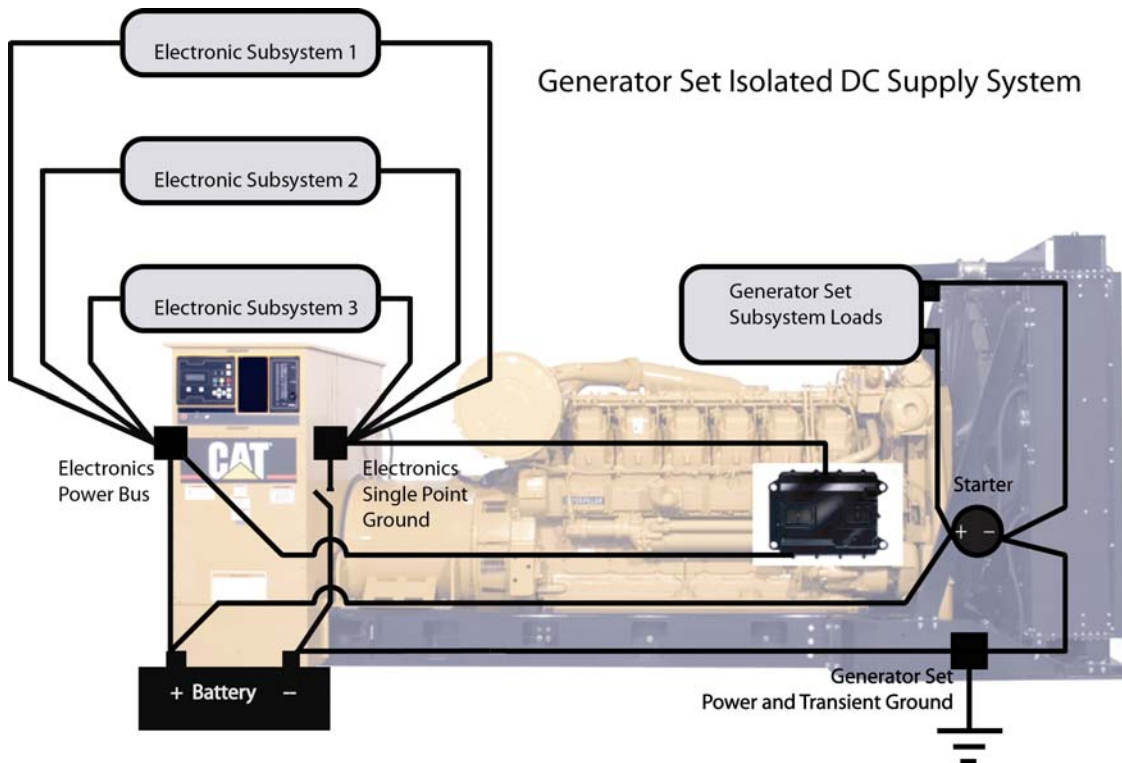 Electronic Subsystem 1
Generator Set Isolated DC Supply System
Electronic Subsystem 2
Electronic Subsystem 3
Generator Set
Subsystem Loads
CAT
Electronics
Power Bus
Electronics
Single Point
Ground
Starter
+ -
+ Battery --
Generator Set
Power and Transient Ground